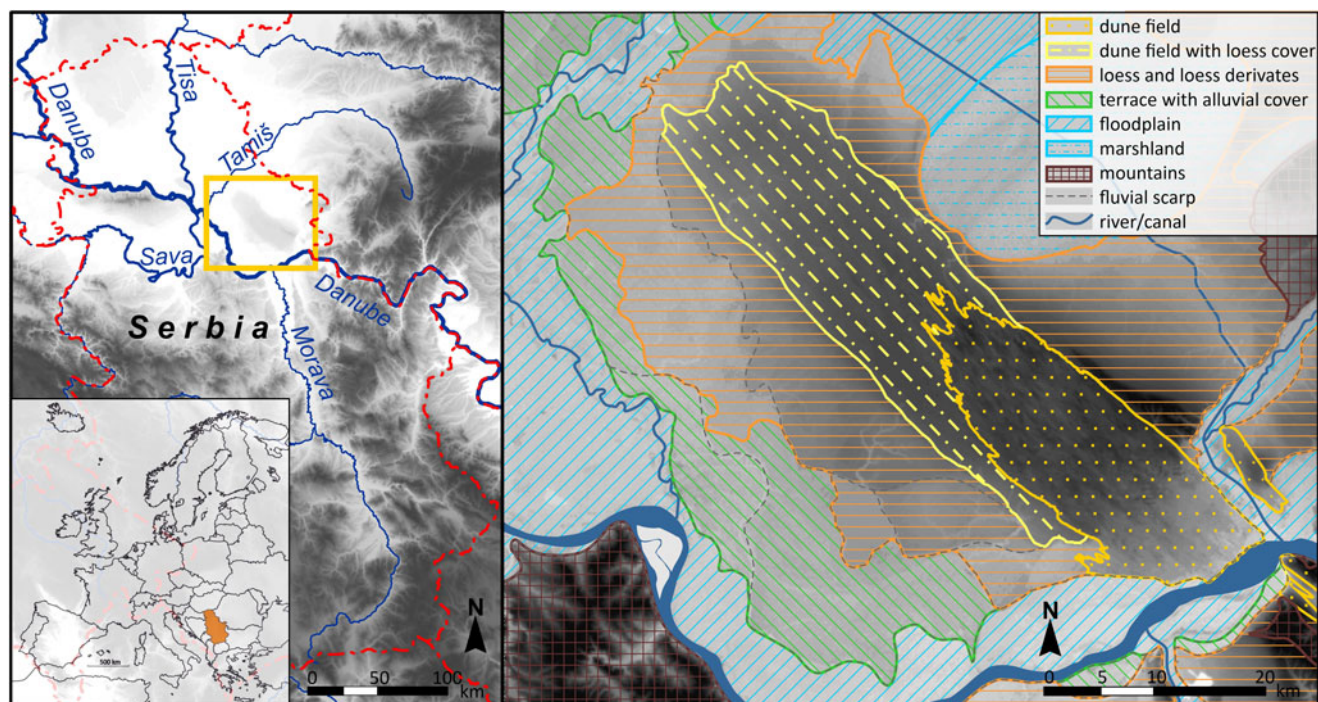 Danube
Tisa
Tamiš
Sava
Danube
Serbia
Morava
500 km
N
0 50 100
km
dune field
dune field with loess cover
loess and loess derivates
terrace with alluvial cover
floodplain
marshland
mountains
fluvial scarp
river/canal
N
0 5 10 20
km